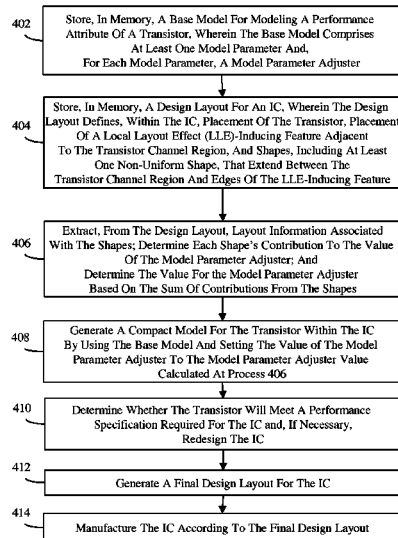 402
Store, In Memory, A Base Model For Modeling A Performance
Attribute Of A Transistor, Wherein The Base Model Comprises
At Least One Model Parameter And,
For Each Model Parameter, A Model Parameter Adjuster
404
Store, In Memory, A Design Layout For An IC, Wherein The Design
Layout Defines, Within The IC, Placement Of The Transistor, Placement
Of A Local Layout Effect (LLE)-Inducing Feature Adjacent
To The Transistor Channel Region, And Shapes, Including At Least
One Non-Uniform Shape, That Extend Between The
Transistor Channel Region And Edges Of The LLE-Inducing Feature
406
Extract, From The Design Layout, Layout Information Associated
With The Shapes; Determine Each Shape's Contribution To The Value
Of The Model Parameter Adjuster; And
Determine The Value For the Model Parameter Adjuster
Based On The Sum Of Contributions From The Shapes
408
Generate A Compact Model For The Transistor Within The IC
By Using The Base Model And Setting The Value of The Model
Parameter Adjuster To The Model Parameter Adjuster Value
Calculated At Process 406
410
Determine Whether The Transistor Will Meet A Performance
Specification Required For The IC and, If Necessary,
Redesign The IC
412
Generate A Final Design Layout For The IC
414
Manufacture The IC According To The Final Design Layout